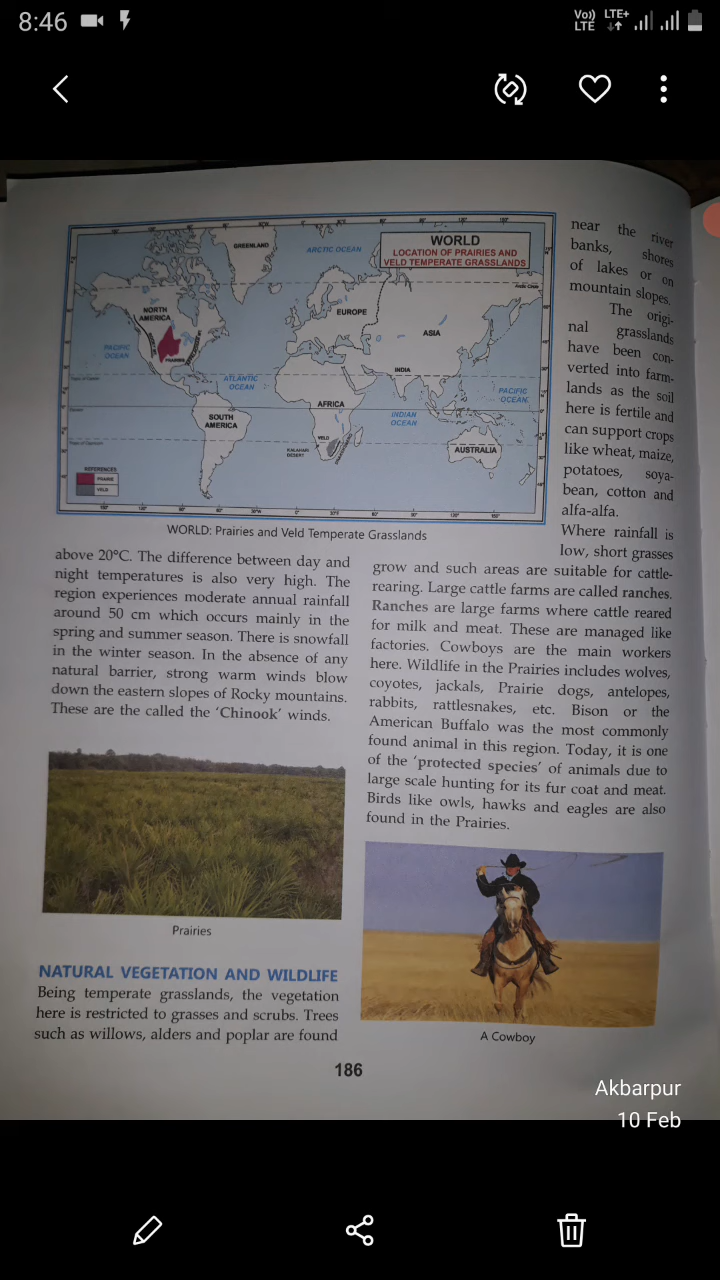 8:46
Vo)) LTE
LTE+
WORLD
LOCATION OF PRAIRIES AND
VELD TEMPERATE GRASSLANDS
GREENLAND
ARCTIC OCEAN
NORTH
AMERICA
EUROPE
ASIA
PACIFIC
OCEAN
PRAIRIES
ATLANTIC
OCEAN
INDIA
PACIFIC
OCEAN
AFRICA
SOUTH
AMERICA
INDIAN
OCEAN
VELD
KALAHARI
DESERT
AUSTRALIA
REFERENCES
PRAIRIE
VELD
WORLD: Prairies and Veld Temperate Grasslands
above 20°C. The difference between day and
night temperatures is also very high. The
region experiences moderate annual rainfall
around 50 cm which occurs mainly in the
spring and summer season. There is snowfall
in the winter season. In the absence of any
natural barrier, strong warm winds blow
down the eastern slopes of Rocky mountains.
These are the called the ‘Chinook’ winds.
Prairies
NATURAL VEGETATION AND WILDLIFE
Being temperate grasslands, the vegetation
here is restricted to grasses and scrubs. Trees
such as willows, alders and poplar are found
near the river
banks, shores
of lakes or on
mountain slopes.
The origi-
nal grasslands
have been con-
verted into farm-
lands as the soil
here is fertile and
can support crops
like wheat, maize,
potatoes, soya-
bean, cotton and
alfa-alfa.
Where rainfall is
low, short grasses
grow and such areas are suitable for cattle-
rearing. Large cattle farms are called ranches.
Ranches are large farms where cattle reared
for milk and meat. These are managed like
factories. Cowboys are the main workers
here. Wildlife in the Prairies includes wolves,
coyotes, jackals, Prairie dogs, antelopes,
rabbits, rattlesnakes, etc. Bison or the
American Buffalo was the most commonly
found animal in this region. Today, it is one
of the ‘protected species’ of animals due to
large scale hunting for its fur coat and meat.
Birds like owls, hawks and eagles are also
found in the Prairies.
A Cowboy
186
Akbarpur
10 Feb